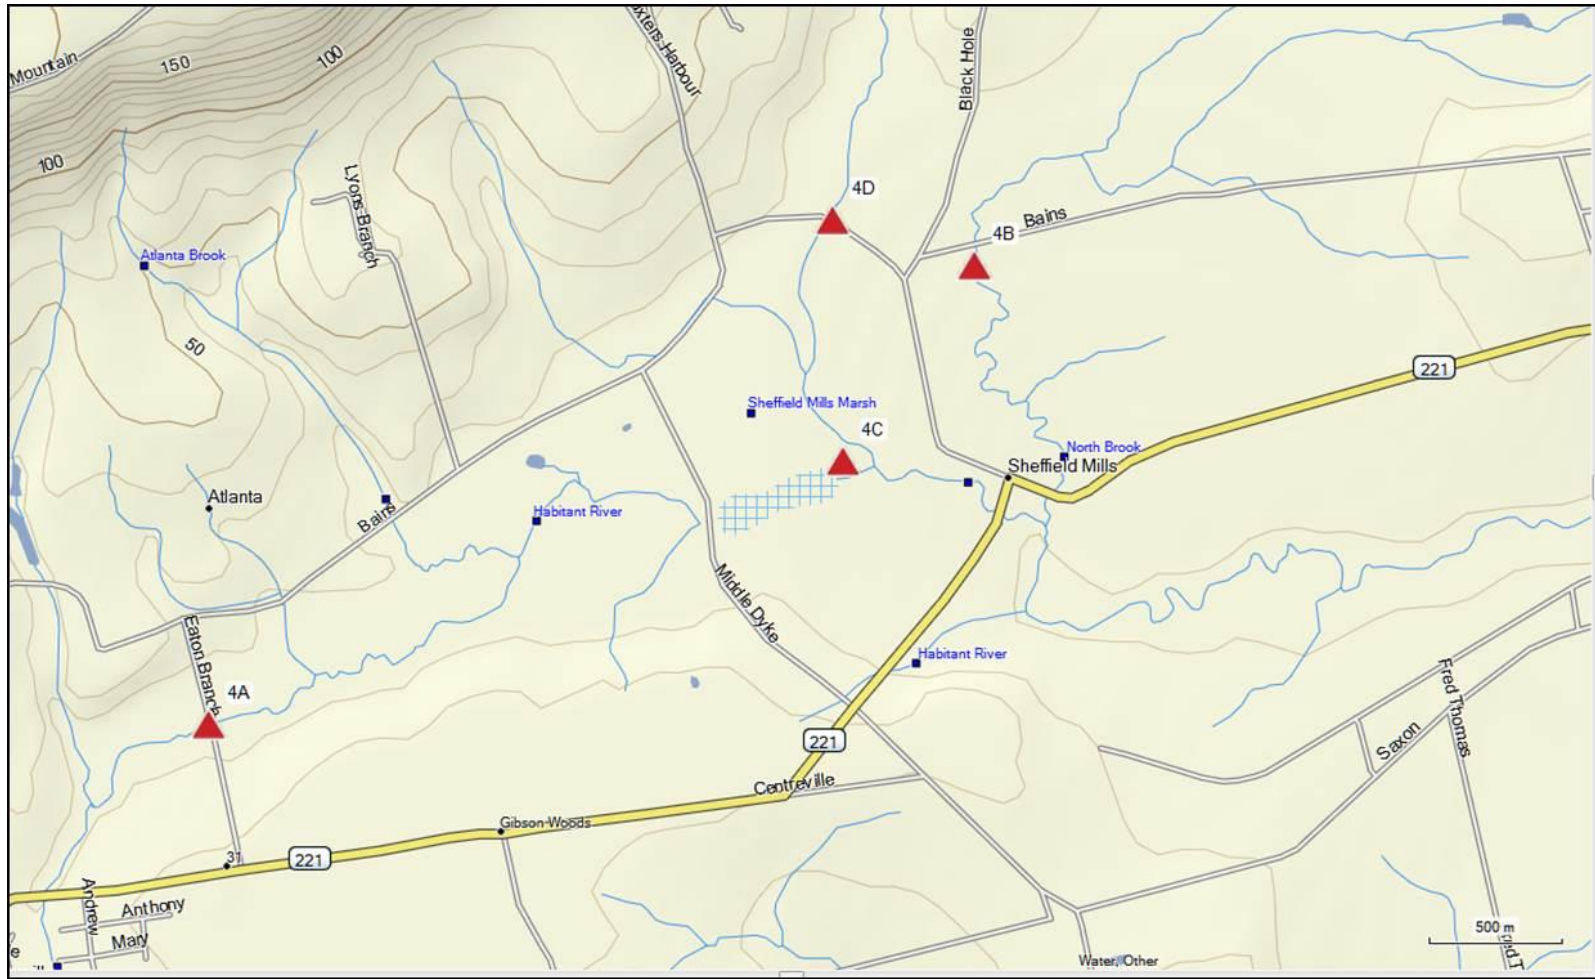 Mountain
150
100
xters Harbour
Black Hole
100
Lyons Branch
4D
Bains
4B
Atlanta Brook
50
221
Sheffield Mills Marsh
4C
North Brook
Sheffield Mills
Atlanta
Bains
Habitant River
Middle Dyke
Eaton Branch
Habitant River
4A
Fred Thomas
221
Saxon
Centreville
Gibson Woods
31
221
Andrew
Anthony
Mary
500 m
Water, Other